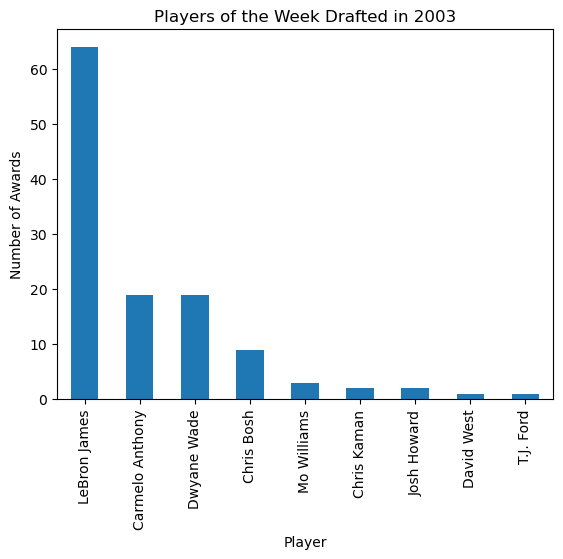 Players of the Week Drafted in 2003
Number of Awards
60
50
40
30
20
10
0
LeBron James
Carmelo Anthony
Dwyane Wade
Chris Bosh
Mo Williams
Chris Kaman
Josh Howard
David West
T.J. Ford
Player